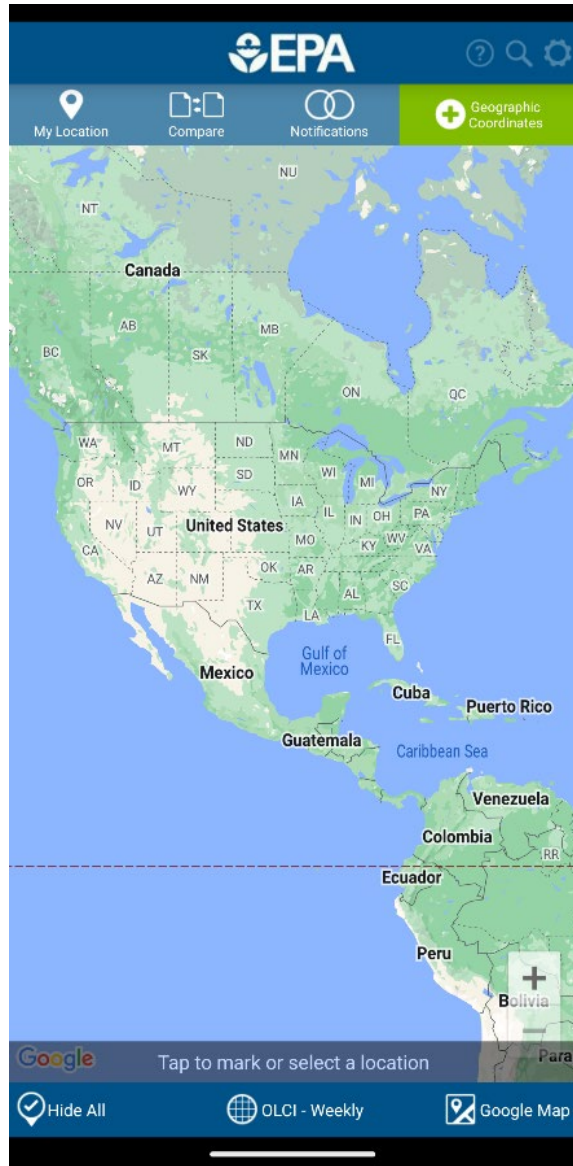 EPA
My Location
Compare
Notifications
Geographic
Coordinates
NU
NT
Canada
AB
MB
BC
SK
ON
QC
WA
MT
ND
MN
OR
ID
SD
WI
MI
WY
NY
IA
NV
UT
United States
IL
IN
OH
PA
CA
MO
KY
WV
VA
AZ
NM
OK
AR
TX
AL
SC
LA
FL
Gulf of
Mexico
Mexico
Cuba
Puerto Rico
Guatemala
Caribbean Sea
Venezuela
Colombia
RR
Ecuador
Peru
Bolivia
Google
Tap to mark or select a location
Para
Hide All
OLCI - Weekly
Google Map